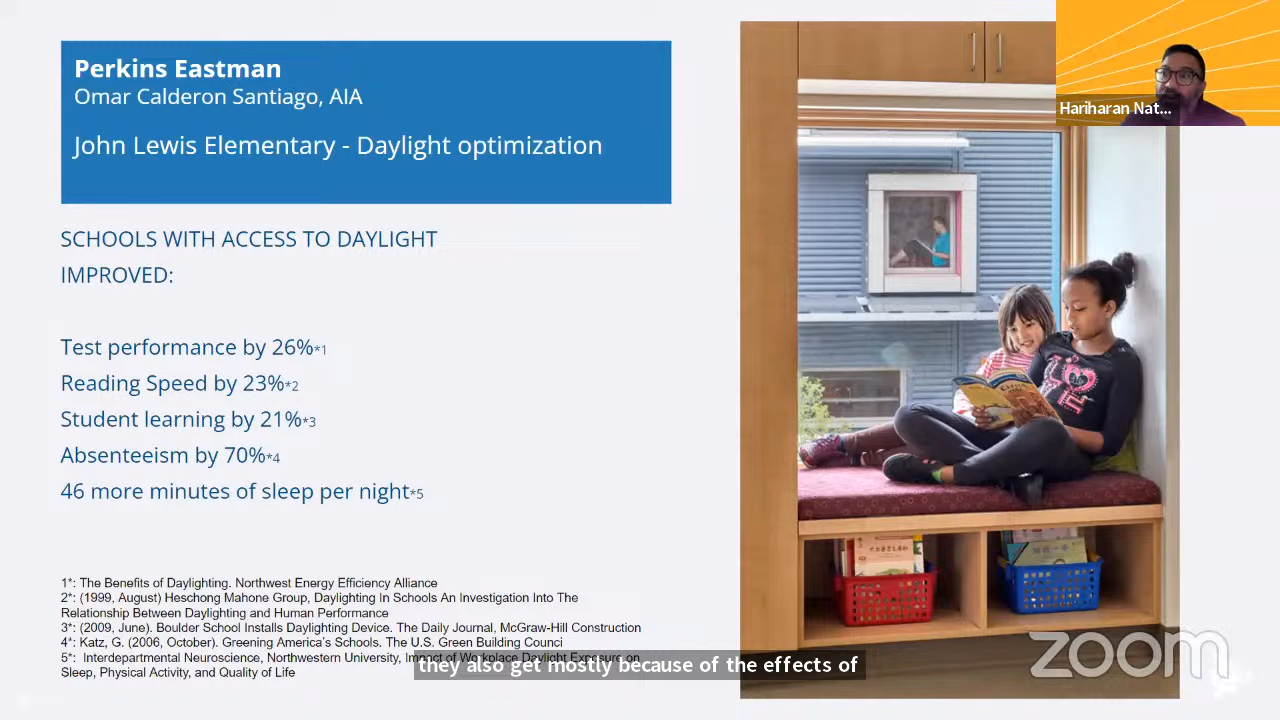 Perkins Eastman
Omar Calderon Santiago, AIA
John Lewis Elementary - Daylight optimization
SCHOOLS WITH ACCESS TO DAYLIGHT
IMPROVED:
Test performance by 26%*1
Reading Speed by 23%*2
Student learning by 21%*3
Absenteeism by 70%*4
46 more minutes of sleep per night*5
1*: The Benefits of Daylighting. Northwest Energy Efficiency Alliance
2*: (1999, August) Heschong Mahone Group, Daylighting In Schools An Investigation Into The
Relationship Between Daylighting and Human Performance
3*: (2009, June). Boulder School Installs Daylighting Device. The Daily Journal, McGraw-Hill Construction
4*: Katz, G. (2006, October). Greening America's Schools. The U.S. Green Building Counci
5*: Interdepartmental Neuroscience, Northwestern University, Impact of Workplace Daylight Exposure on
Sleep, Physical Activity, and Quality of Life
they also get mostly because of the effects of
Hariharan Nat...
LOVE
zoom